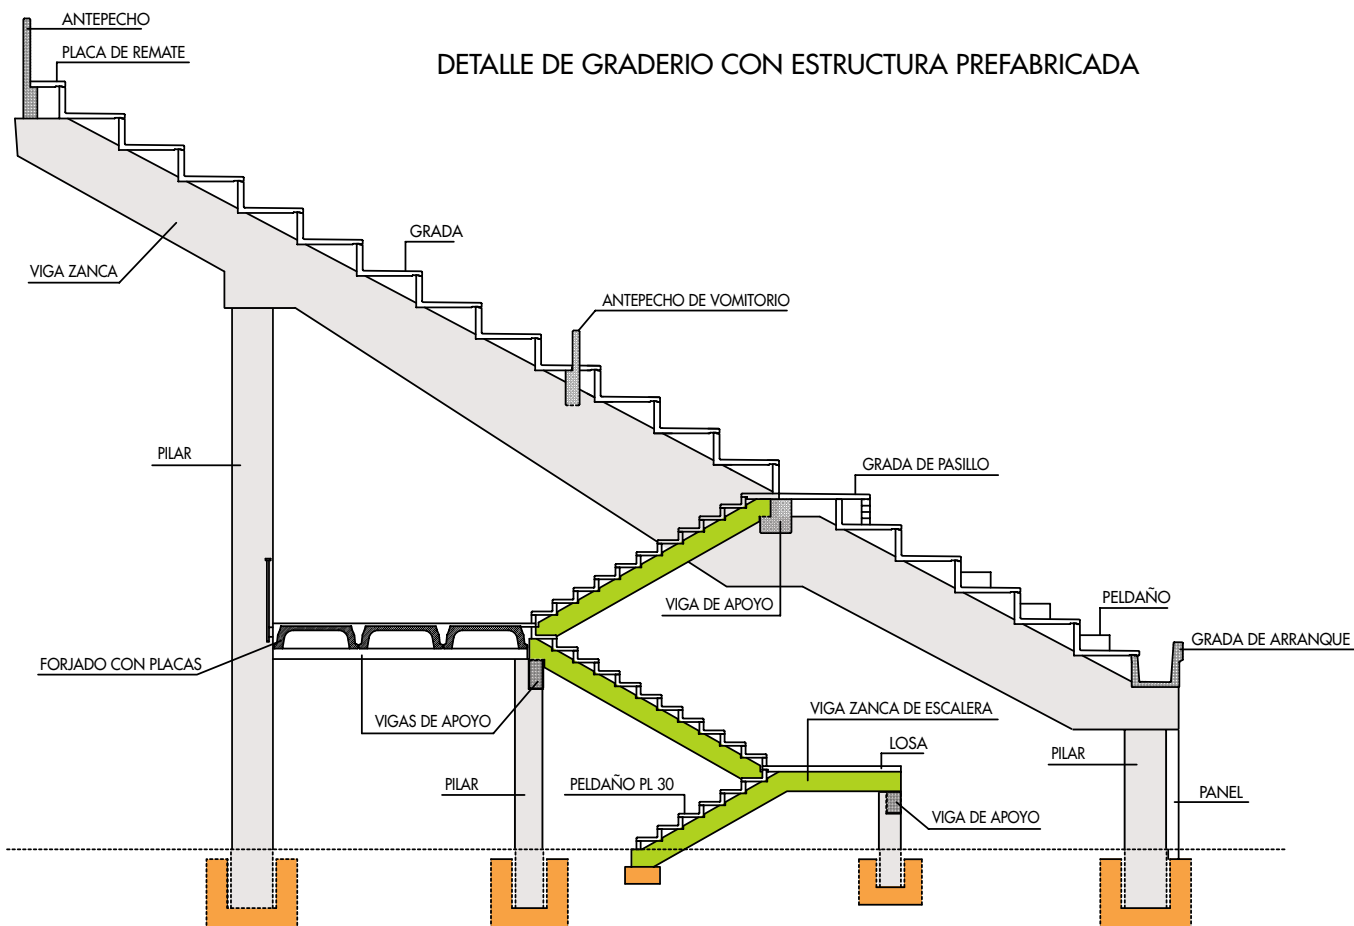 ANTEPECHO
PLACA DE REMATE
DETALLE DE GRADERIO CON ESTRUCTURA PREFABRICADA
GRADA
VIGA ZANCA
ANTEPECHO DE VOMITORIO
PILAR
GRADA DE PASILLO
VIGA DE APOYO
PELDAÑO
GRADA DE ARRANQUE
FORJADO CON PLACAS
VIGAS DE APOYO
VIGA ZANCA DE ESCALERA
LOSA
PILAR
PILAR
PELDAÑO PL 30
PANEL
VIGA DE APOYO